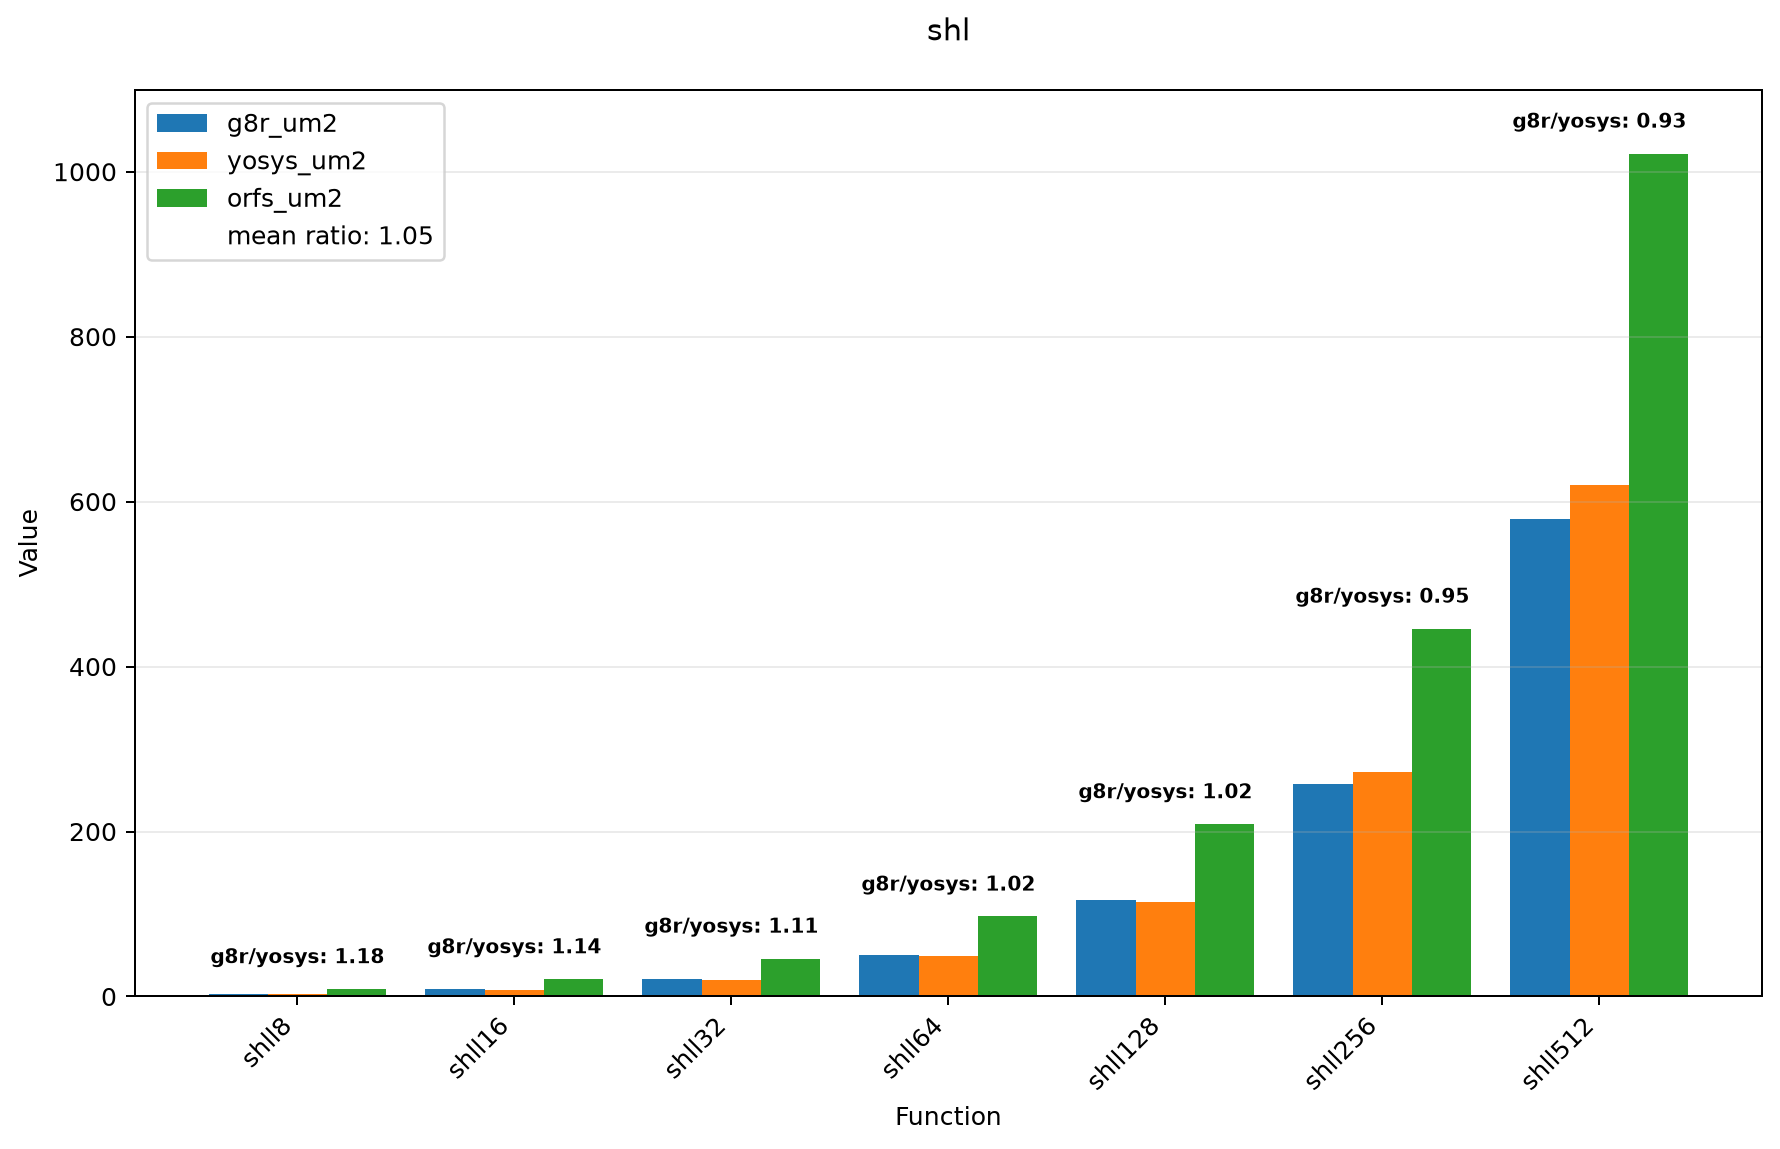 shl
g8r_um2
yosys_um2
orfs_um2
mean ratio: 1.05
g8r/yosys: 0.93
g8r/yosys: 0.95
g8r/yosys: 1.02
g8r/yosys: 1.02
g8r/yosys: 1.11
g8r/yosys: 1.14
g8r/yosys: 1.18
1000
800
600
400
200
0
Value
shll8
shll16
shll32
shll64
shll128
shll256
shll512
Function